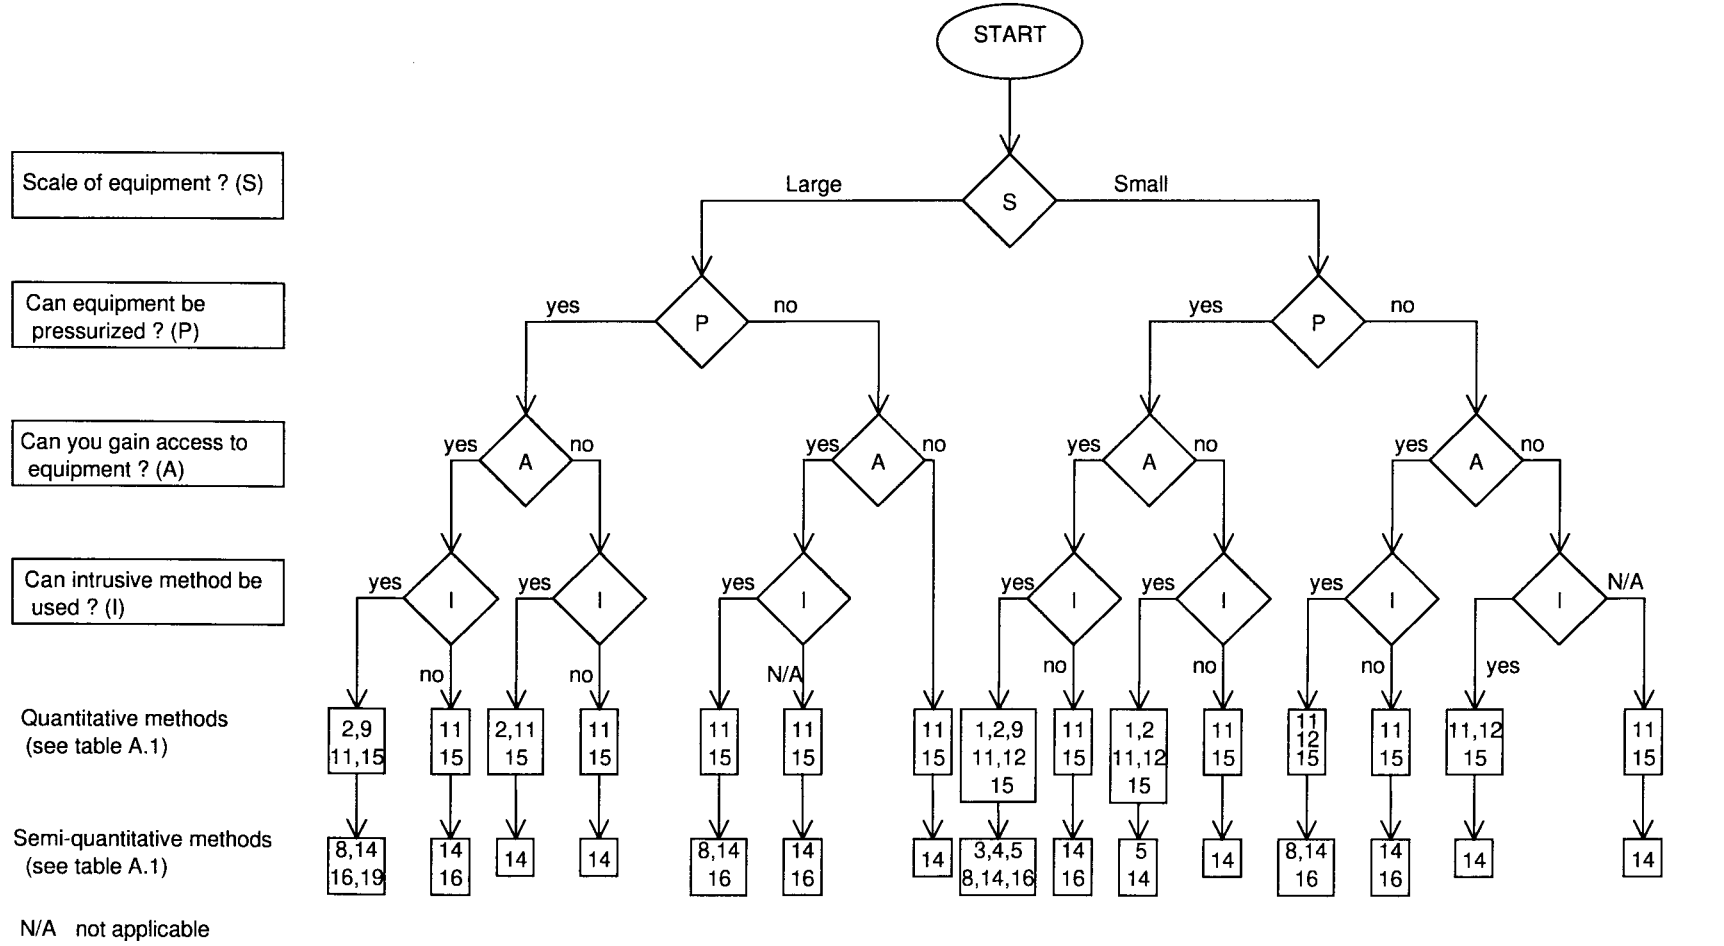 START
Scale of equipment ? (S)
Large
Small
S
Can equipment be
pressurized ? (P)
yes
P
no
yes
P
no
Can you gain access to
equipment ? (A)
yes
A
no
yes
A
no
yes
A
no
yes
A
no
Can intrusive method be
used ? (I)
yes
I
yes
I
yes
I
yes
I
yes
I
yes
I
I
N/A
no
no
N/A
no
no
no
yes
Quantitative methods
(see table A.1)
2,9
11,15
11
15
2,11
15
11
15
11
15
11
15
11
15
1,2,9
11,12
15
11
15
1,2
11,12
15
11
15
11
12
15
11
15
11,12
15
11
15
Semi-quantitative methods
(see table A.1)
8,14
16,19
14
16
14
14
8,14
16
14
16
14
3,4,5
8,14,16
14
16
5
14
14
8,14
16
14
16
14
14
N/A not applicable